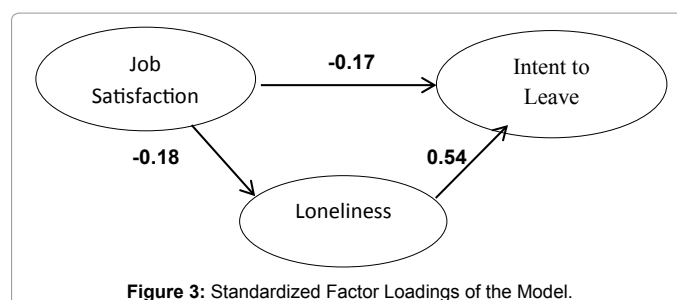 Job
Satisfaction
-0.17
Intent to
Leave
-0.18
0.54
Loneliness
Figure 3: Standardized Factor Loadings of the Model.